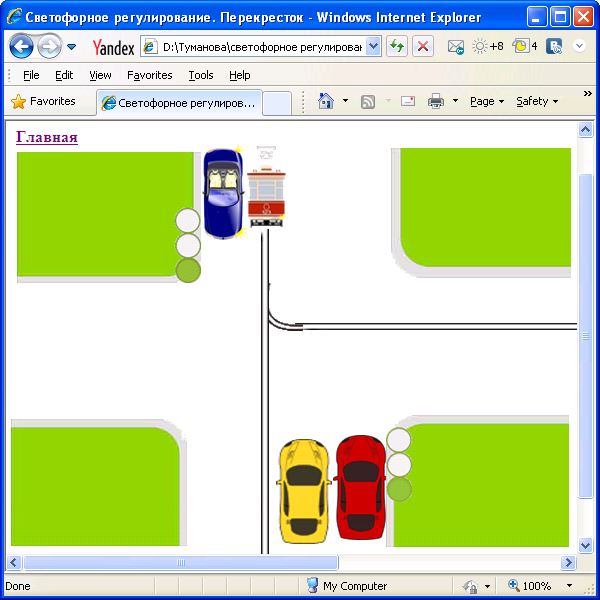 Светофорное регулирование. Перекресток - Windows Internet Explorer
Yandex D:\Туманова\светофорное регулирован +8 4
File Edit View Favorites Tools Help
Favorites Светофорное регулиров... Page Safety »
Главная
Done My Computer 100%